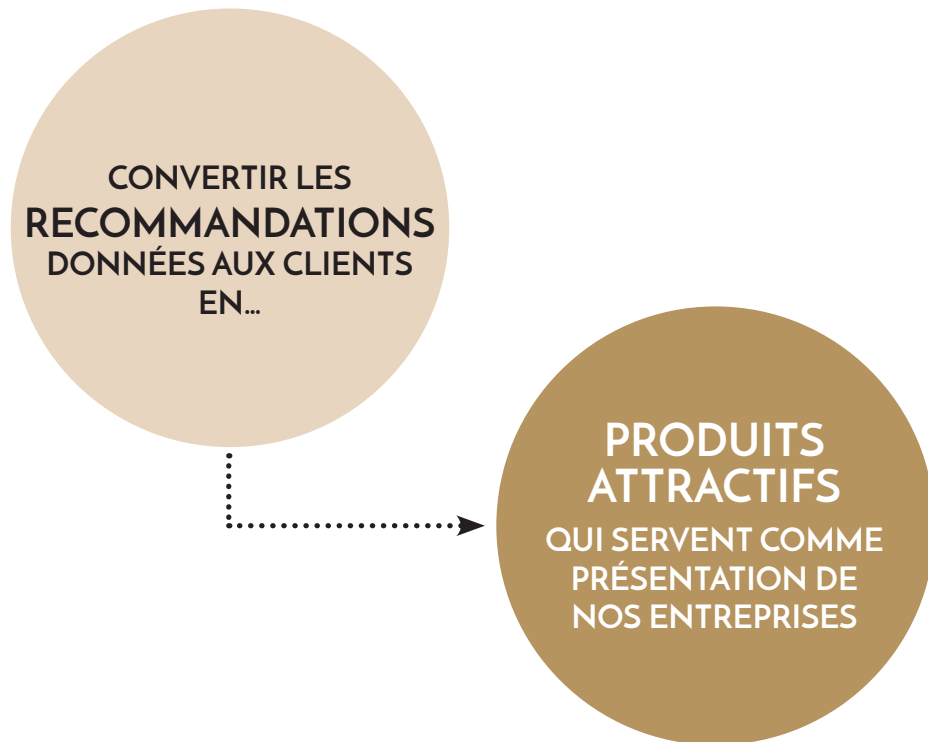 CONVERTIR LES
RECOMMANDATIONS
DONNÉES AUX CLIENTS
EN...
PRODUITS
ATTRACTIFS
QUI SERVENT COMME
PRÉSENTATION DE
NOS ENTREPRISES